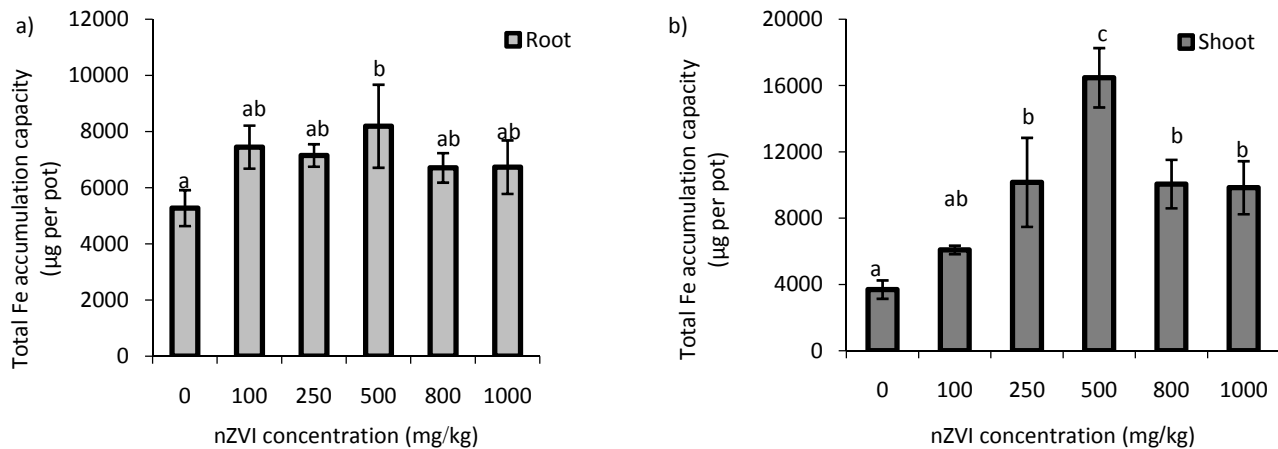 a)
Total Fe accumulation capacity
(µg per pot)
12000
10000
8000
6000
4000
2000
0
Root
a
ab
ab
b
ab
ab
0 100 250 500 800 1000
nZVI concentration (mg/kg)
b)
Total Fe accumulation capacity
(µg per pot)
20000
16000
12000
8000
4000
0
Shoot
a
ab
b
c
b
b
0 100 250 500 800 1000
nZVI concentration (mg/kg)